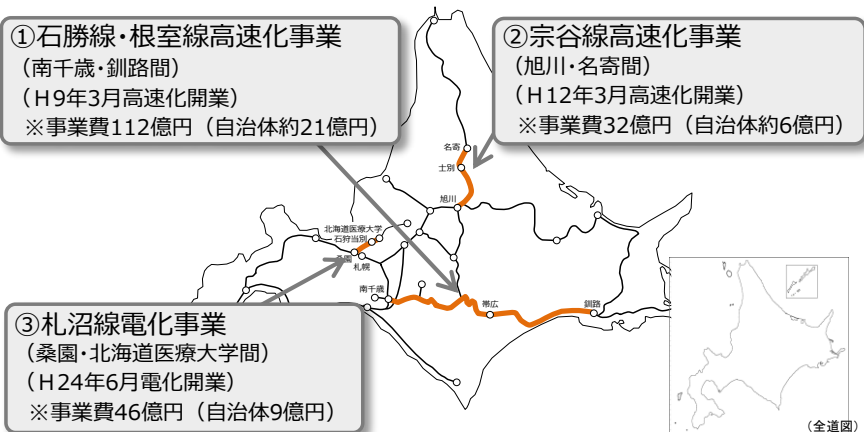 ①石勝線・根室線高速化事業
（南千歳・釧路間）
（H9年3月高速化開業）
※事業費112億円（自治体約21億円）
②宗谷線高速化事業
（旭川・名寄間）
（H12年3月高速化開業）
※事業費32億円（自治体約6億円）
名寄
士別
旭川
北海道医療大学
石狩当別
桑園
札幌
南千歳
帯広
釧路
③札沼線電化事業
（桑園・北海道医療大学間）
（H24年6月電化開業）
※事業費46億円（自治体9億円）
（全道図）